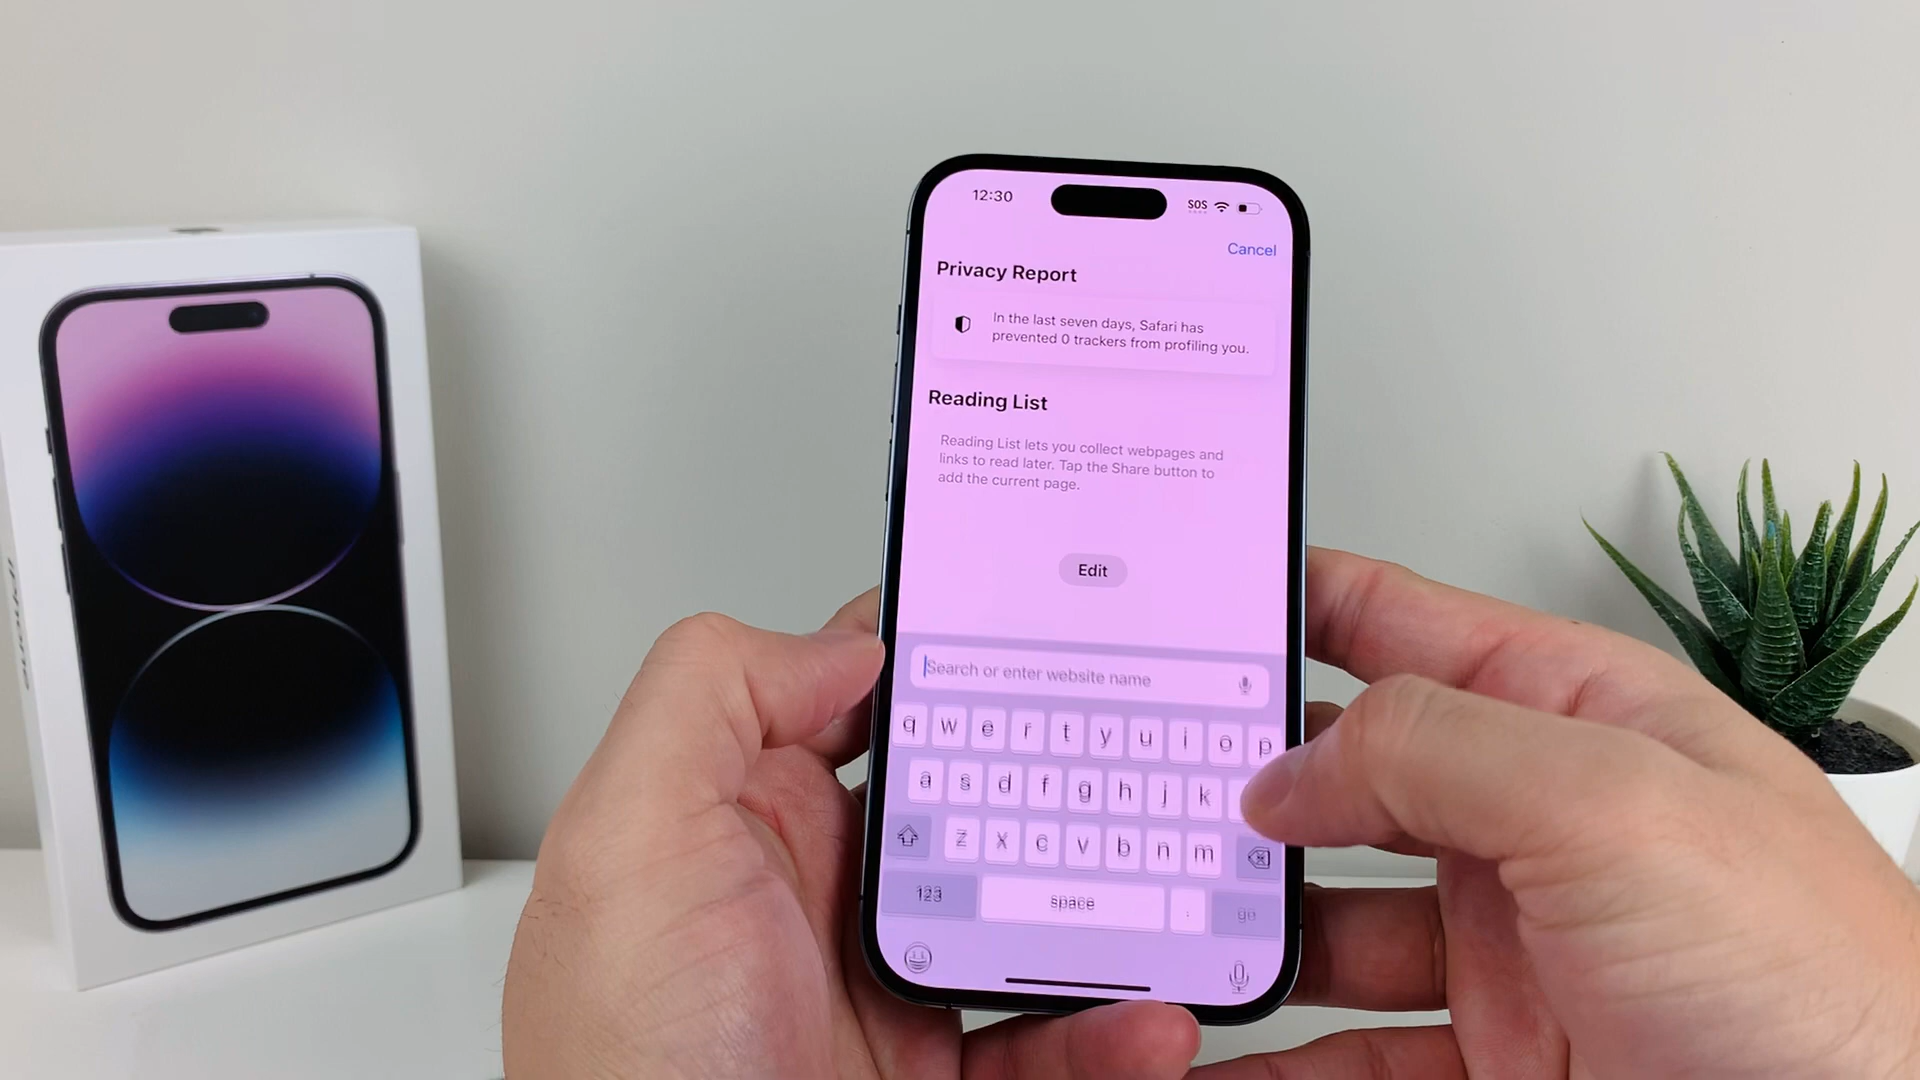 12:30
SOS
Cancel
Privacy Report
In the last seven days, Safari has
prevented 0 trackers from profiling you.
Reading List
Reading List lets you collect webpages and
links to read later. Tap the Share button to
add the current page.
Edit
Search or enter website name
q w e r t y u i o p
a s d f g h j k
z x c v b n m
123 space . go
iPhone